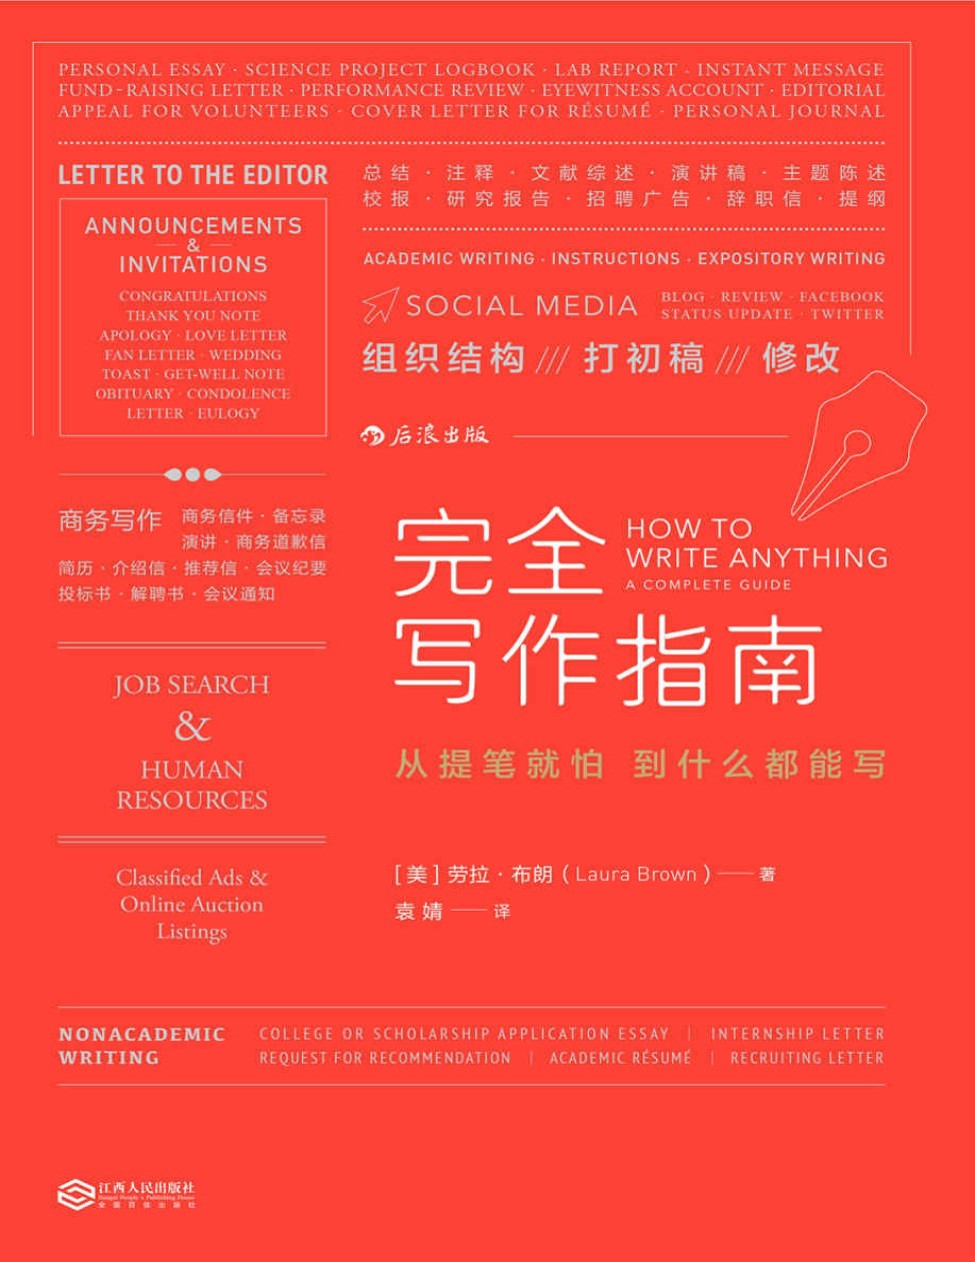 PERSONAL ESSAY · SCIENCE PROJECT LOGBOOK · LAB REPORT · INSTANT MESSAGE
FUND-RAISING LETTER · PERFORMANCE REVIEW · EYEWITNESS ACCOUNT · EDITORIAL
APPEAL FOR VOLUNTEERS · COVER LETTER FOR RÉSUMÉ · PERSONAL JOURNAL
LETTER TO THE EDITOR
ANNOUNCEMENTS
&
INVITATIONS
CONGRATULATIONS
THANK YOU NOTE
APOLOGY · LOVE LETTER
FAN LETTER · WEDDING
TOAST · GET-WELL NOTE
OBITUARY · CONDOLENCE
LETTER · EULOGY
总结 · 注释 · 文献综述 · 演讲稿 · 主题陈述
校报 · 研究报告 · 招聘广告 · 辞职信 · 提纲
ACADEMIC WRITING · INSTRUCTIONS · EXPOSITORY WRITING
SOCIAL MEDIA
BLOG · REVIEW · FACEBOOK
STATUS UPDATE · TWITTER
组织结构 /// 打初稿 /// 修改
后浪出版
商务写作
商务信件 · 备忘录
演讲 · 商务道歉信
简历 · 介绍信 · 推荐信 · 会议纪要
投标书 · 解聘书 · 会议通知
完全
HOW TO
WRITE ANYTHING
A COMPLETE GUIDE
写作指南
从提笔就怕 到什么都能写
JOB SEARCH
&
HUMAN
RESOURCES
Classified Ads &
Online Auction
Listings
[美] 劳拉 · 布朗 ( Laura Brown ) —— 著
袁婧 —— 译
NONACADEMIC
WRITING
COLLEGE OR SCHOLARSHIP APPLICATION ESSAY | INTERNSHIP LETTER
REQUEST FOR RECOMMENDATION | ACADEMIC RÉSUMÉ | RECRUITING LETTER
江西人民出版社
Jiangxi People's Publishing House
全国百佳出版社